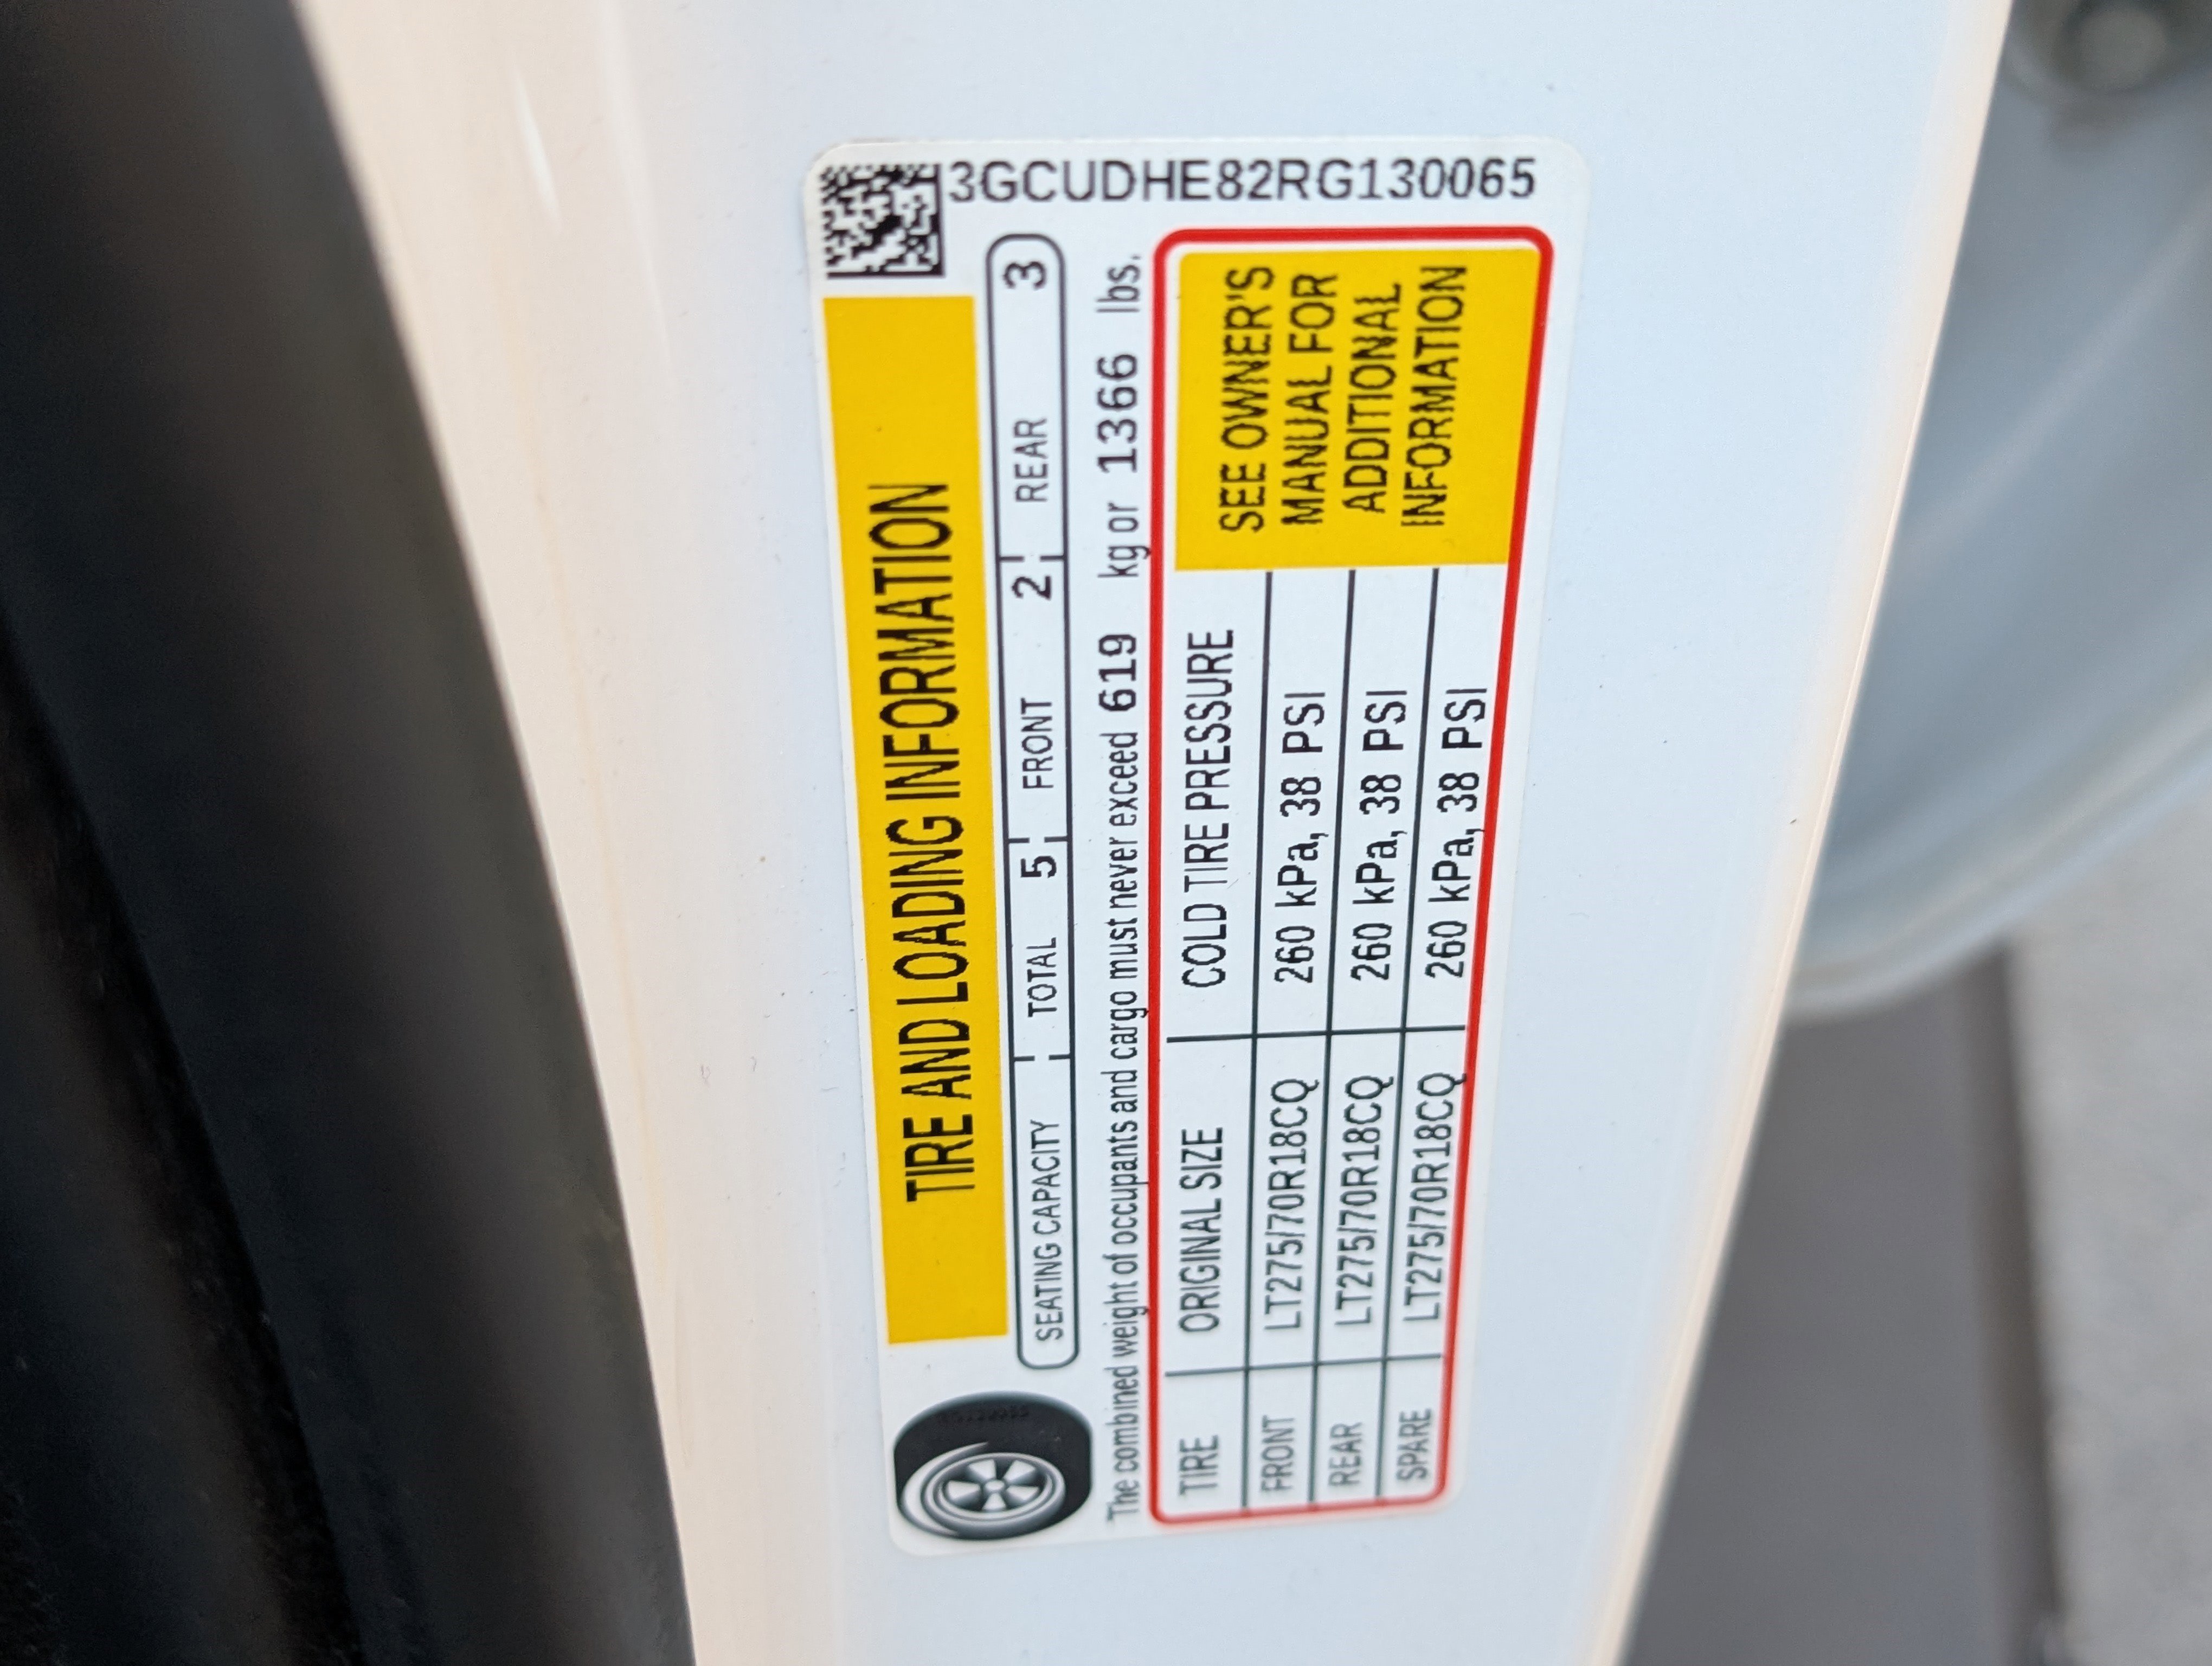 3GCUDHE82RG130065
TIRE AND LOADING INFORMATION
SEATING CAPACITY TOTAL 5 FRONT 2 REAR 3
The combined weight of occupants and cargo must never exceed 619 kg or 1366 lbs.
TIRE ORIGINAL SIZE COLD TIRE PRESSURE
FRONT LT275/70R18CQ 260 kPa, 38 PSI
REAR LT275/70R18CQ 260 kPa, 38 PSI
SPARE LT275/70R18CQ 260 kPa, 38 PSI
SEE OWNER'S
MANUAL FOR
ADDITIONAL
INFORMATION